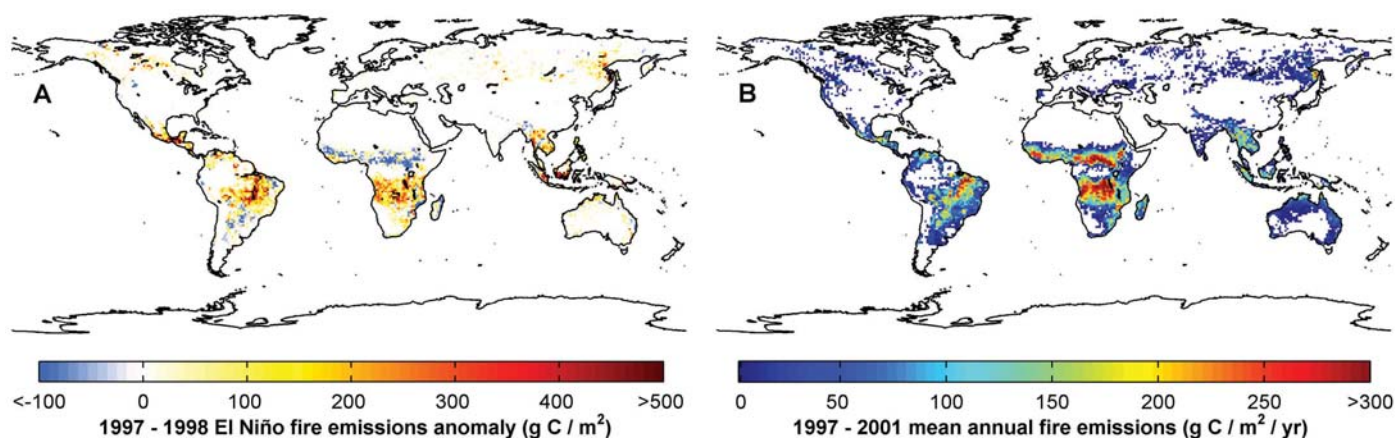 A
B
<-100 0 100 200 300 400 >500
1997 - 1998 El Niño fire emissions anomaly (g C / m²)
0 50 100 150 200 250 >300
1997 - 2001 mean annual fire emissions (g C / m² / yr)